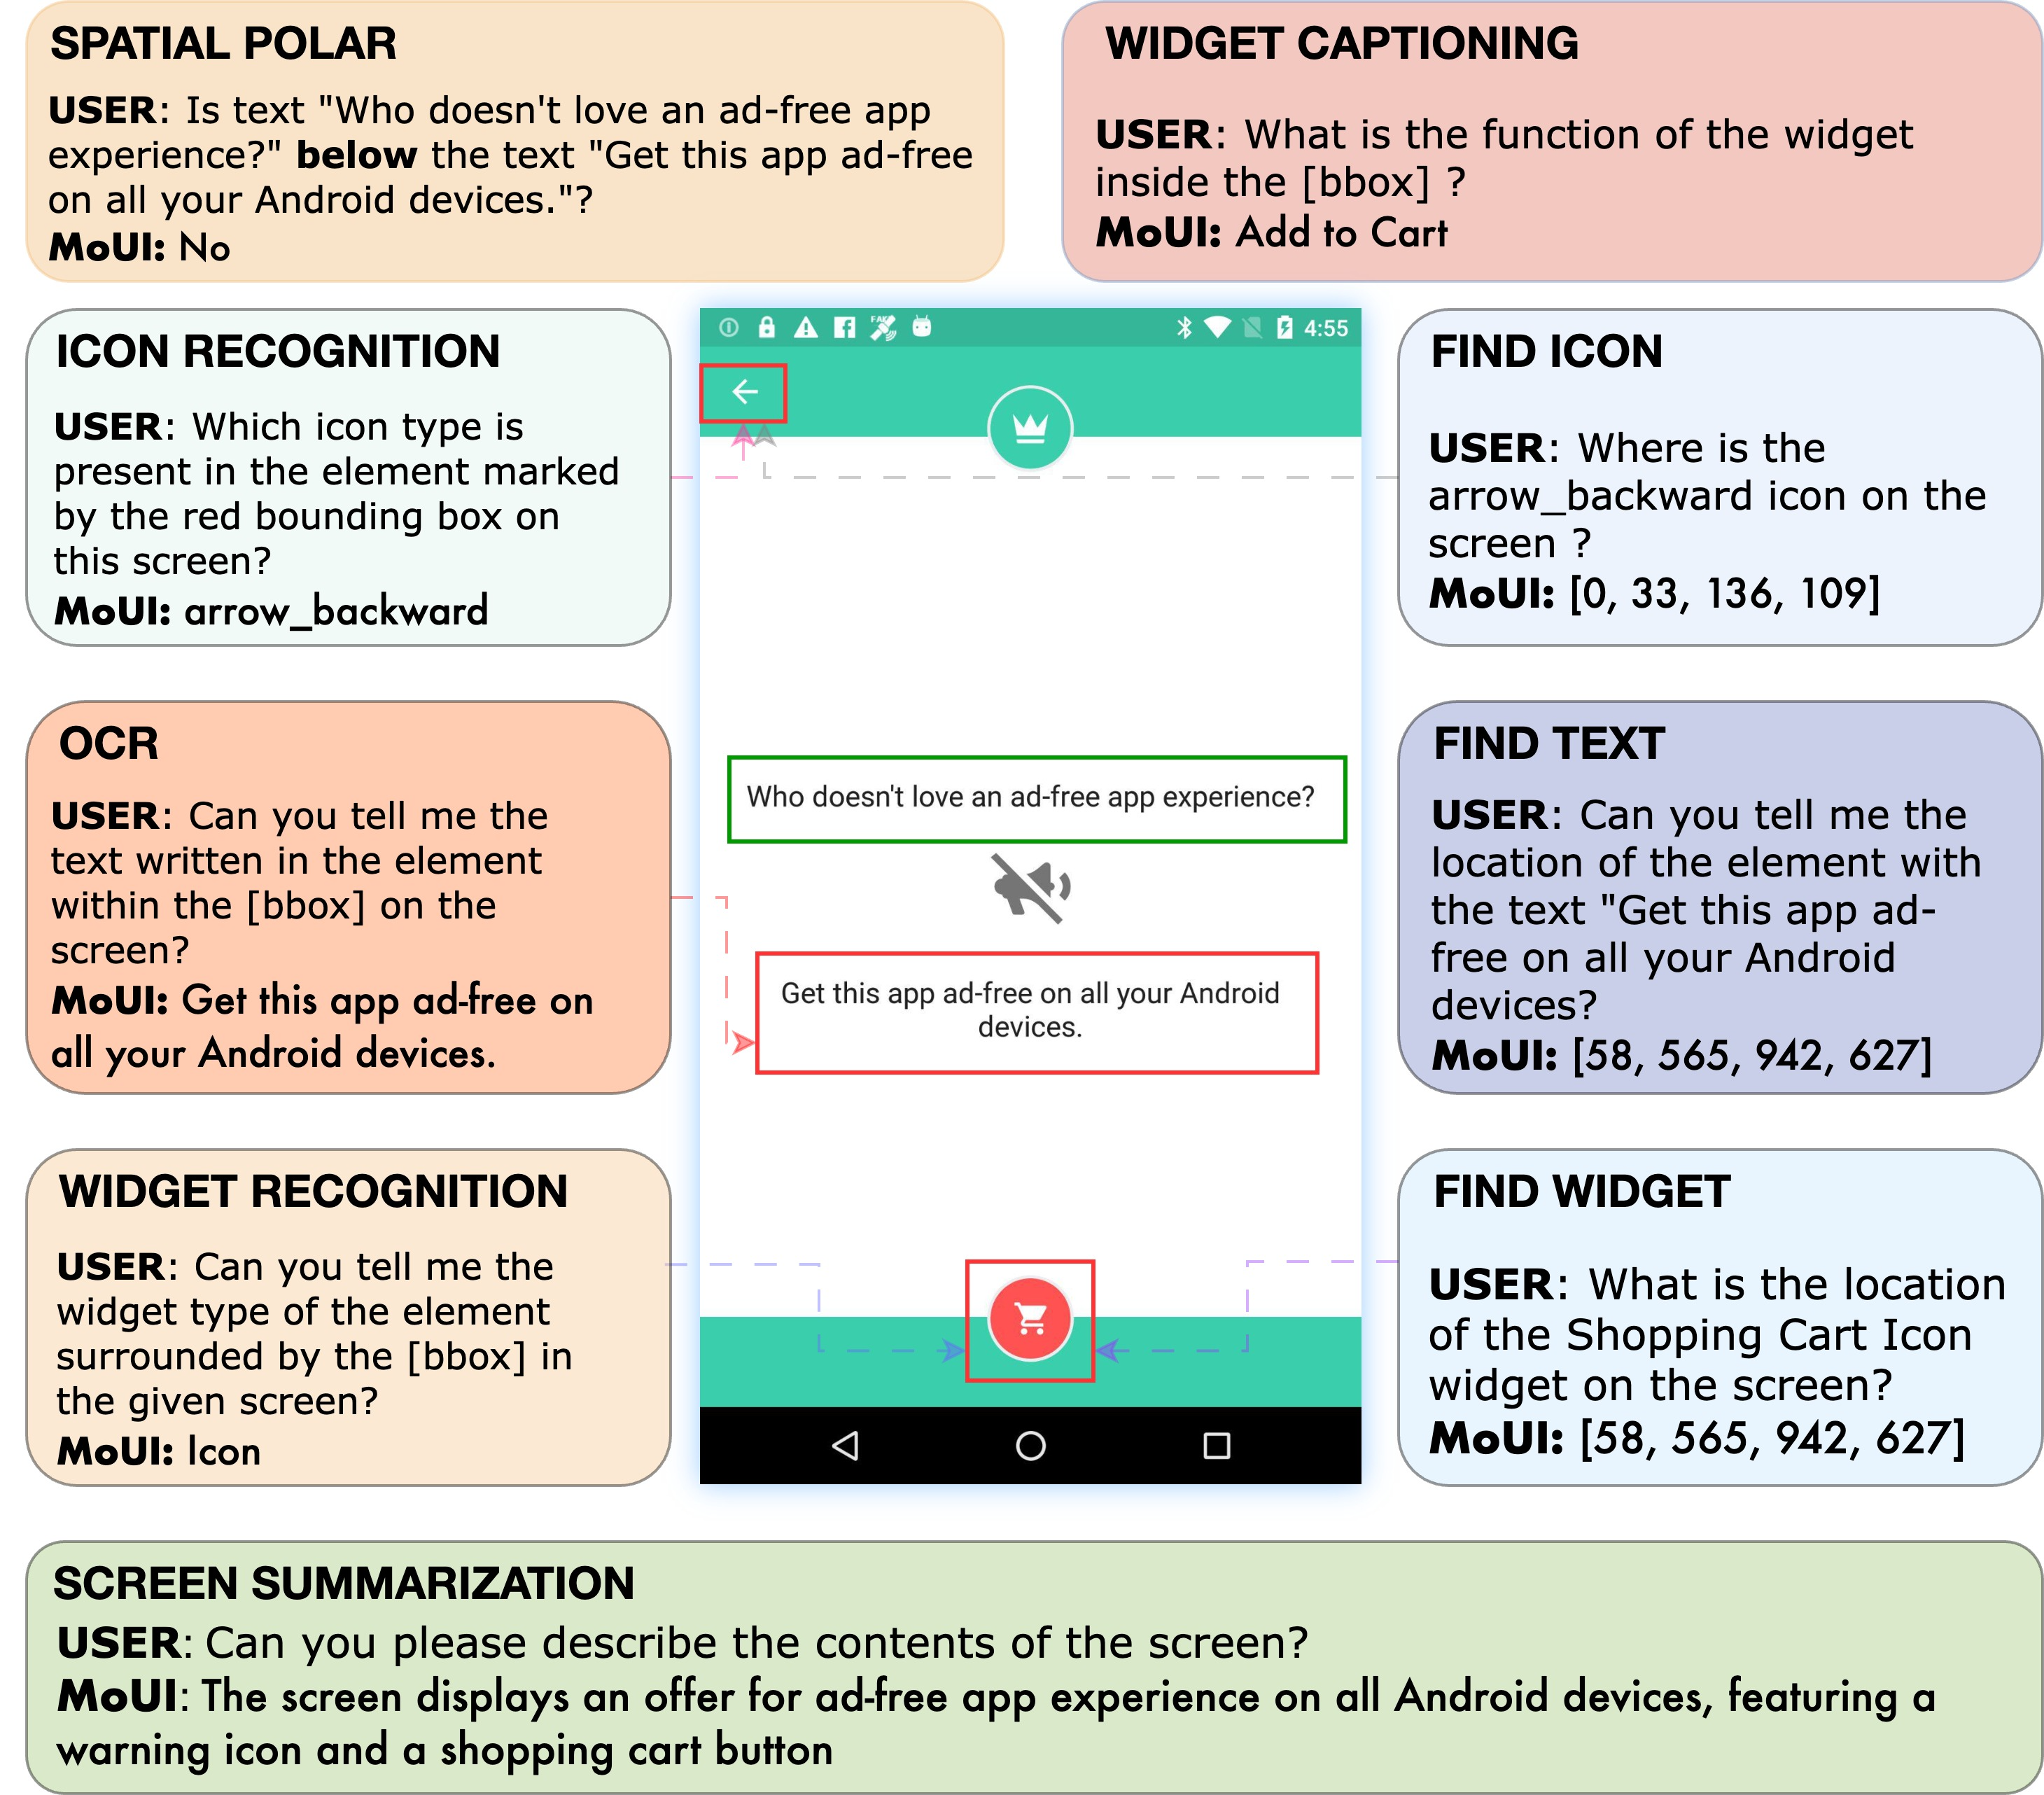 SPATIAL POLAR
USER: Is text "Who doesn't love an ad-free app
experience?" below the text "Get this app ad-free
on all your Android devices."?
MoUI: No
WIDGET CAPTIONING
USER: What is the function of the widget
inside the [bbox] ?
MoUI: Add to Cart
ICON RECOGNITION
USER: Which icon type is
present in the element marked
by the red bounding box on
this screen?
MoUI: arrow_backward
FAKE
4:55
FIND ICON
USER: Where is the
arrow_backward icon on the
screen ?
MoUI: [0, 33, 136, 109]
OCR
USER: Can you tell me the
text written in the element
within the [bbox] on the
screen?
MoUI: Get this app ad-free on
all your Android devices.
Who doesn't love an ad-free app experience?
Get this app ad-free on all your Android
devices.
FIND TEXT
USER: Can you tell me the
location of the element with
the text "Get this app ad-
free on all your Android
devices?
MoUI: [58, 565, 942, 627]
WIDGET RECOGNITION
USER: Can you tell me the
widget type of the element
surrounded by the [bbox] in
the given screen?
MoUI: Icon
FIND WIDGET
USER: What is the location
of the Shopping Cart Icon
widget on the screen?
MoUI: [58, 565, 942, 627]
SCREEN SUMMARIZATION
USER: Can you please describe the contents of the screen?
MoUI: The screen displays an offer for ad-free app experience on all Android devices, featuring a
warning icon and a shopping cart button